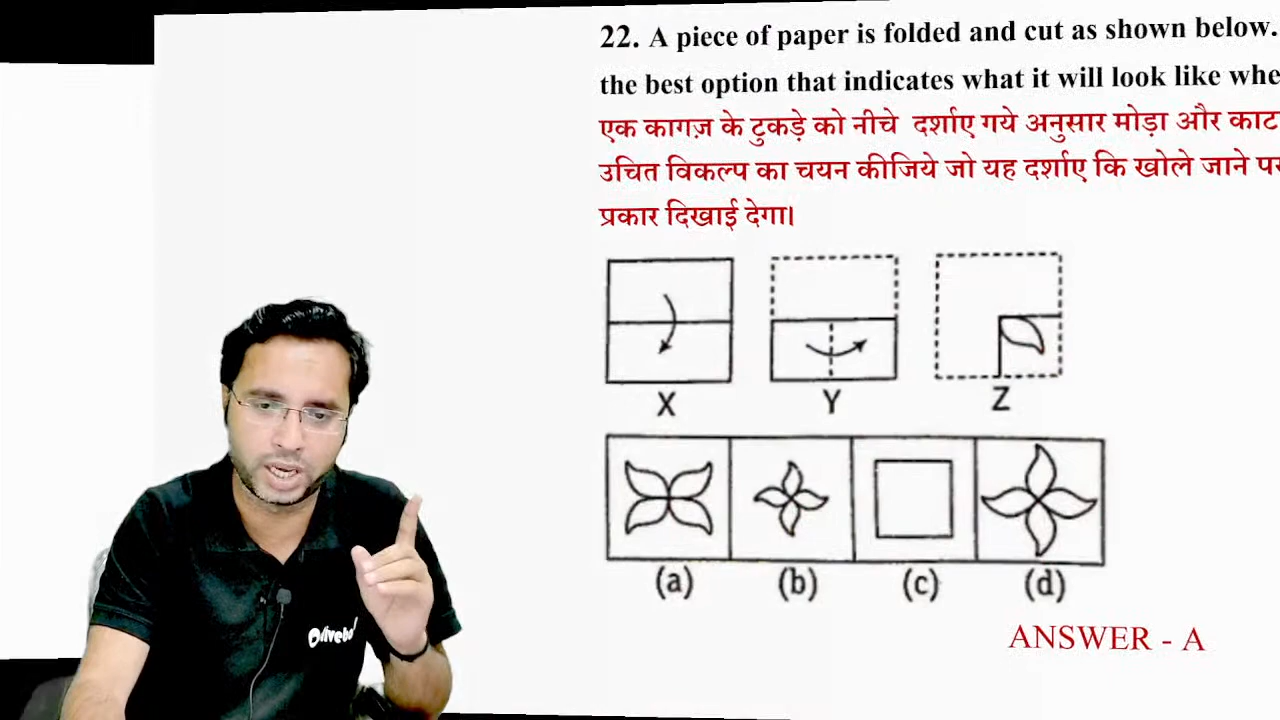 22. A piece of paper is folded and cut as shown below.
the best option that indicates what it will look like whe
एक कागज़ के टुकड़े को नीचे दर्शाए गये अनुसार मोड़ा और काट
उचित विकल्प का चयन कीजिये जो यह दर्शाए कि खोले जाने पर
प्रकार दिखाई देगा।
X Y Z
(a) (b) (c) (d)
ANSWER - A